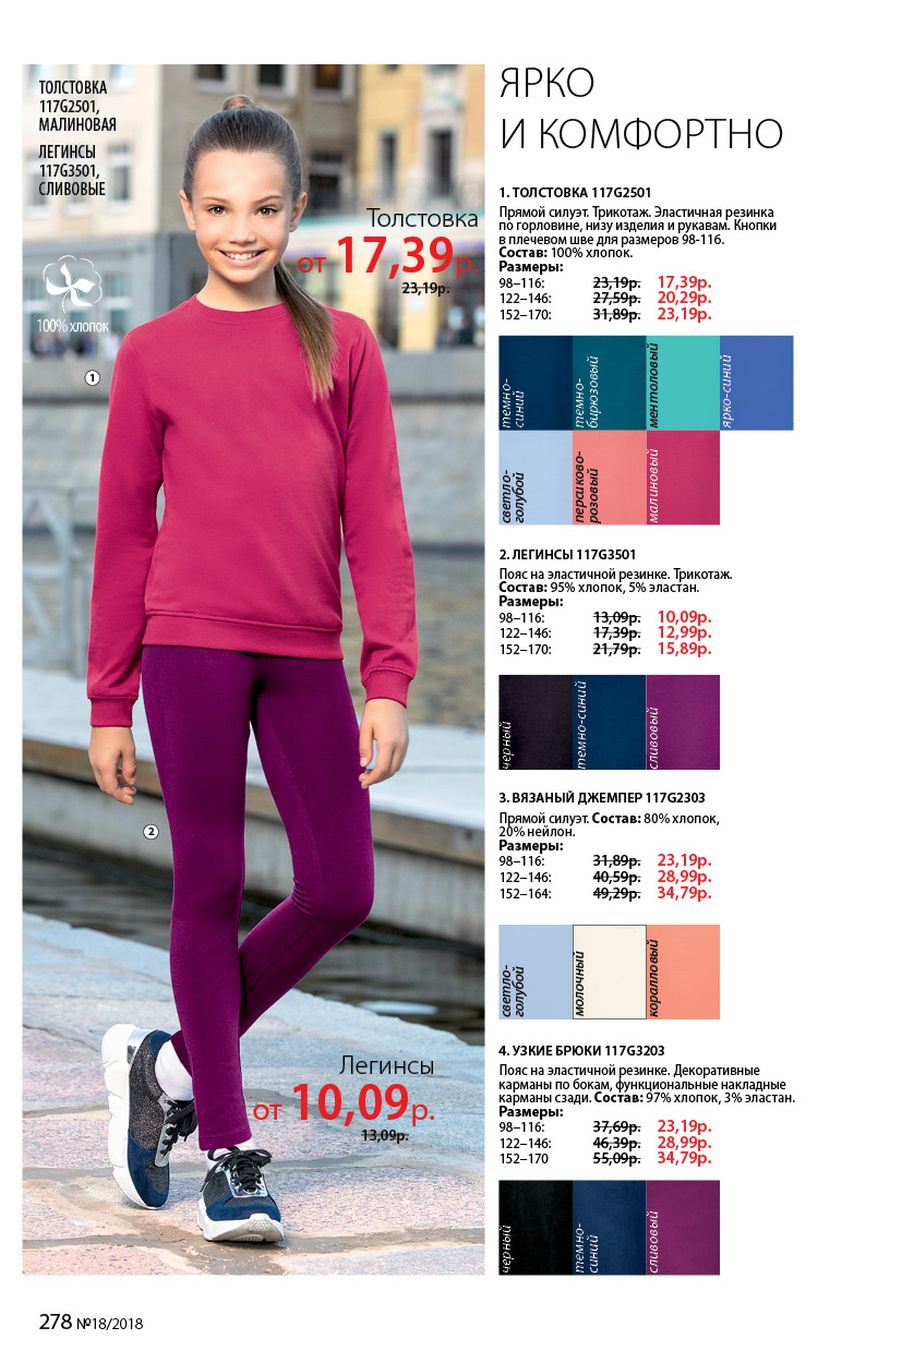 ТОЛСТОВКА
117G2501,
МАЛИНОВАЯ
ЛЕГИНСЫ
117G3501,
СЛИВОВЫЕ
100% хлопок
1
Толстовка
от 17,39р.
23,19р.
2
Легинсы
от 10,09р.
13,09р.
ЯРКО
И КОМФОРТНО
1. ТОЛСТОВКА 117G2501
Прямой силуэт. Трикотаж. Эластичная резинка
по горловине, низу изделия и рукавам. Кнопки
в плечевом шве для размеров 98-116.
Состав: 100% хлопок.
Размеры:
98–116: 23,19р. 17,39р.
122–146: 27,59р. 20,29р.
152–170: 31,89р. 23,19р.
темно-
синий
темно-
бирюзовый
ментоловый
ярко-синий
светло-
голубой
персиково-
розовый
малиновый
2. ЛЕГИНСЫ 117G3501
Пояс на эластичной резинке. Трикотаж.
Состав: 95% хлопок, 5% эластан.
Размеры:
98–116: 13,09р. 10,09р.
122–146: 17,39р. 12,99р.
152–170: 21,79р. 15,89р.
черный
темно-синий
сливовый
3. ВЯЗАНЫЙ ДЖЕМПЕР 117G2303
Прямой силуэт. Состав: 80% хлопок,
20% нейлон.
Размеры:
98–116: 31,89р. 23,19р.
122–146: 40,59р. 28,99р.
152–164: 49,29р. 34,79р.
светло-
голубой
молочный
коралловый
4. УЗКИЕ БРЮКИ 117G3203
Пояс на эластичной резинке. Декоративные
карманы по бокам, функциональные накладные
карманы сзади. Состав: 97% хлопок, 3% эластан.
Размеры:
98–116: 37,69р. 23,19р.
122–146: 46,39р. 28,99р.
152–170 55,09р. 34,79р.
черный
темно-
синий
сливовый
278 №18/2018